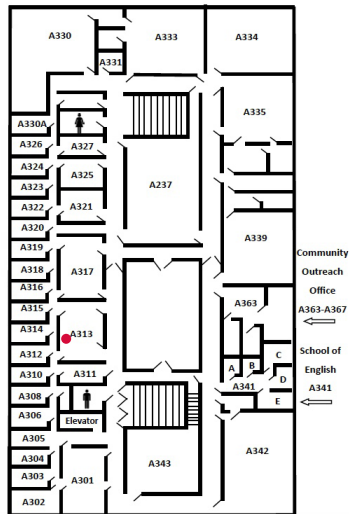 A330
A333
A334
A331
A335
A330A
A326
A327
A324
A325
A323
A237
A322
A321
A320
A339
A319
A318
A317
A316
A315
A363
A314
A313
A312
A310
A311
A308
A306
Elevator
A305
A304
A303
A302
A301
A343
A
B
C
D
E
A341
A342
Community
Outreach
Office
A363-A367
School of
English
A341